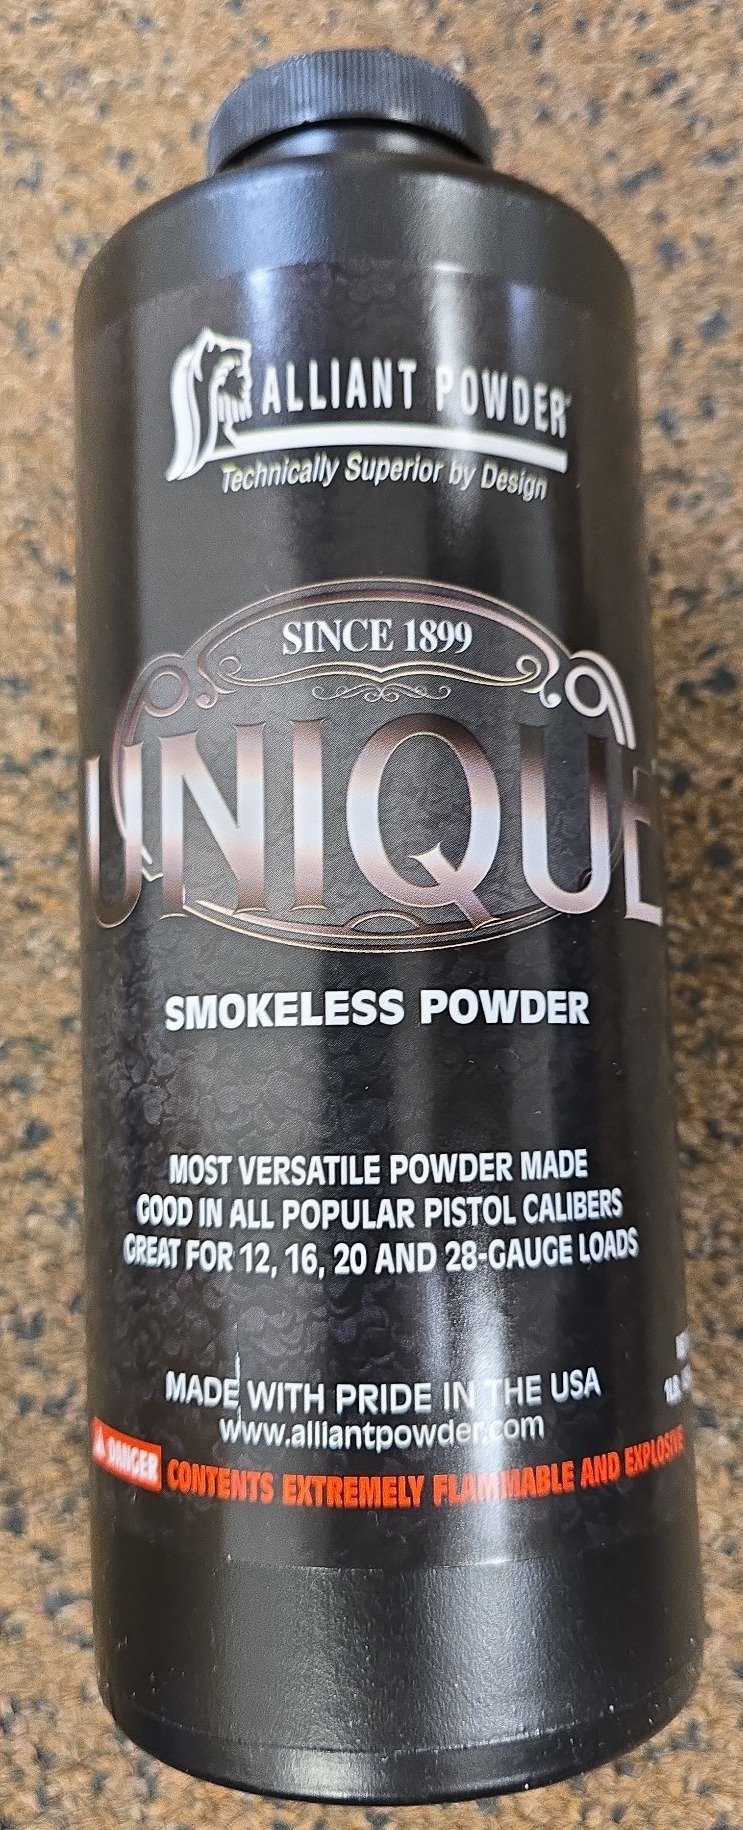 ALLIANT POWDER
Technically Superior by Design
SINCE 1899
UNIQUE
SMOKELESS POWDER
MOST VERSATILE POWDER MADE
GOOD IN ALL POPULAR PISTOL CALIBERS
GREAT FOR 12, 16, 20 AND 28-GAUGE LOADS
MADE WITH PRIDE IN THE USA
www.alliantpowder.com
DANGER CONTENTS EXTREMELY FLAMMABLE AND EXPLOSIVE